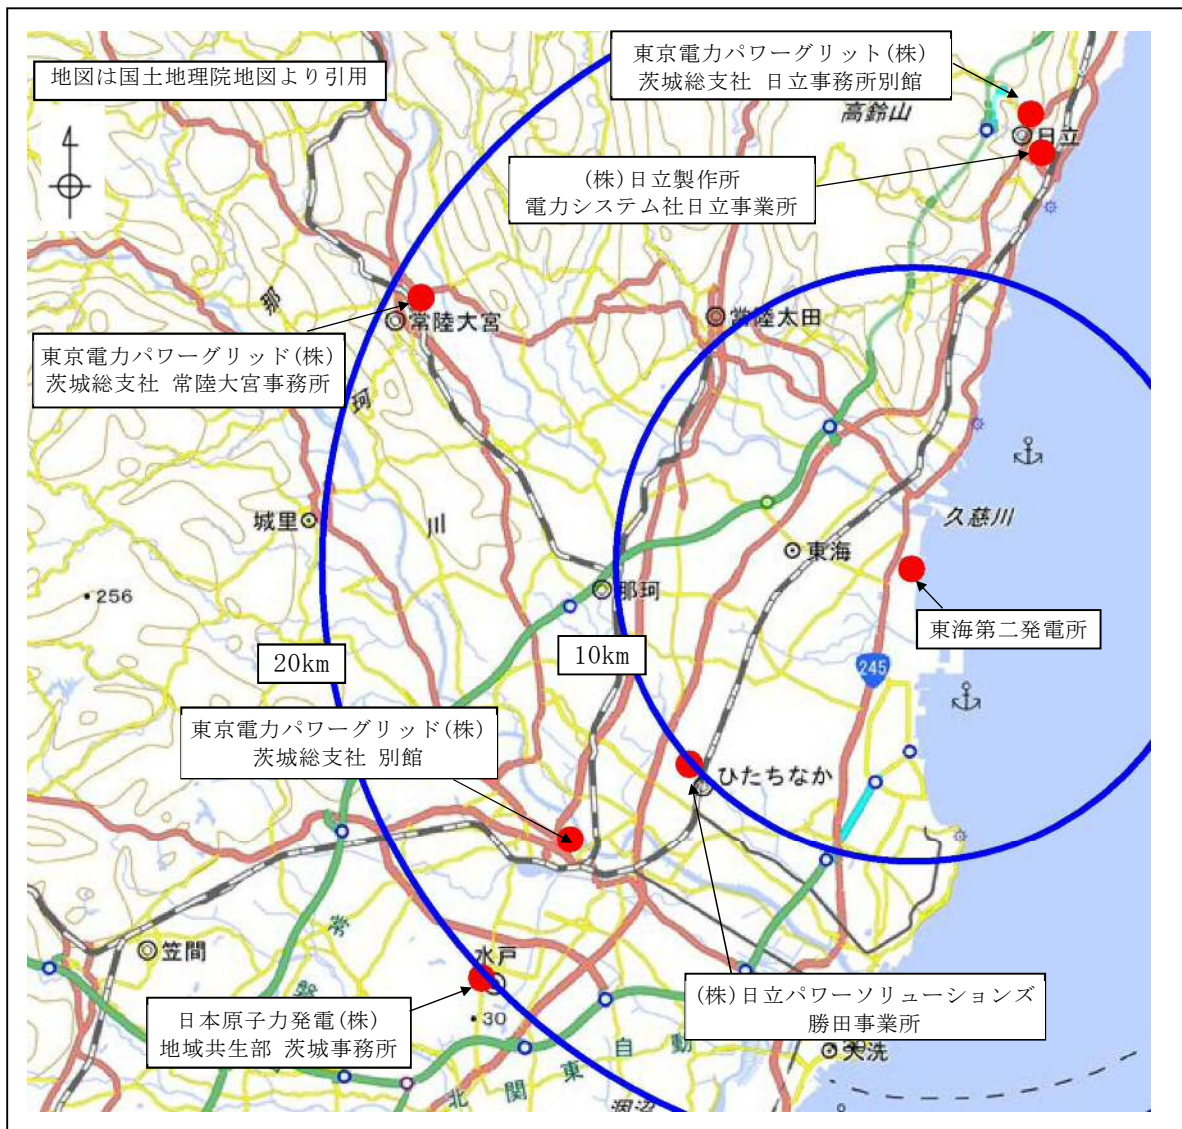 地図は国土地理院地図より引用
東京電力パワーグリット(株)
茨城総支社 日立事務所別館
高鈴山
日立
(株)日立製作所
電力システム社日立事業所
那
珂
川
常陸大宮
常陸太田
東京電力パワーグリッド(株)
茨城総支社 常陸大宮事務所
城里
久慈川
東海
256
那珂
東海第二発電所
20km
10km
245
東京電力パワーグリッド(株)
茨城総支社 別館
ひたちなか
笠間
常
水戸
30
日本原子力発電(株)
地域共生部 茨城事務所
(株)日立パワーソリューションズ
勝田事業所
大洗
北関東自動
涸沼